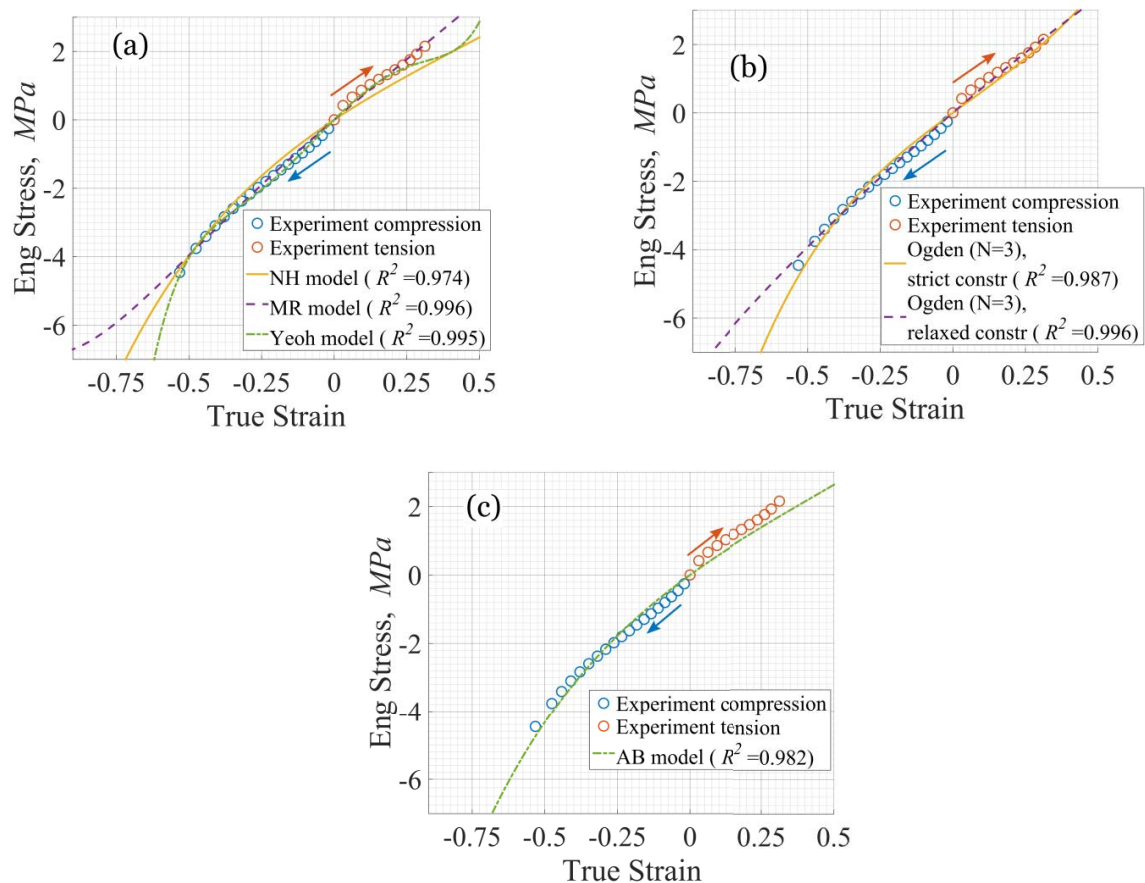 (a)
Eng Stress, MPa
2
0
-2
-4
-6
Experiment compression
Experiment tension
NH model ( R² =0.974)
MR model ( R² =0.996)
Yeoh model ( R² =0.995)
-0.75 -0.5 -0.25 0 0.25 0.5
True Strain
(b)
Eng Stress, MPa
2
0
-2
-4
-6
Experiment compression
Experiment tension
Ogden (N=3),
strict constr ( R² =0.987)
Ogden (N=3),
relaxed constr ( R² =0.996)
-0.75 -0.5 -0.25 0 0.25 0.5
True Strain
(c)
Eng Stress, MPa
2
0
-2
-4
-6
Experiment compression
Experiment tension
AB model ( R² =0.982)
-0.75 -0.5 -0.25 0 0.25 0.5
True Strain